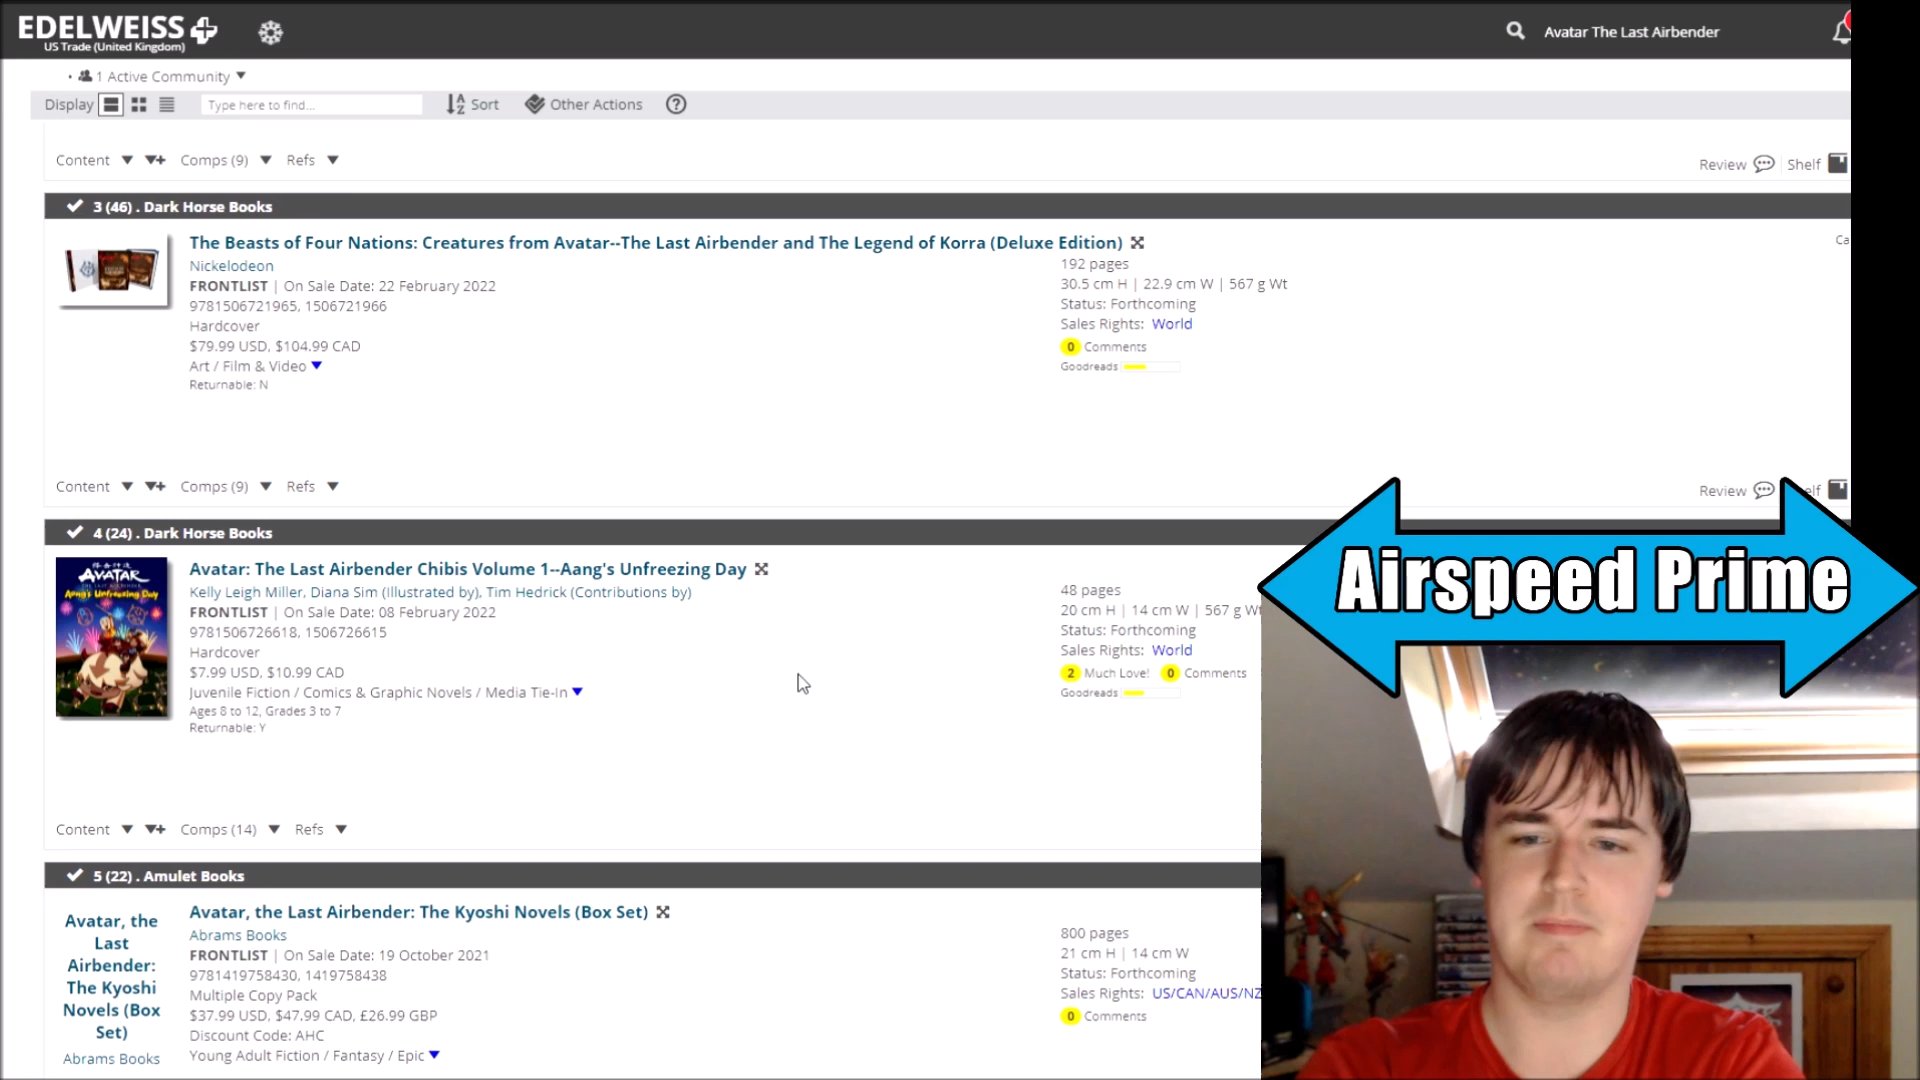 EDELWEISS
US Trade (United Kingdom)
Avatar The Last Airbender
1 Active Community
Display
Type here to find...
Sort
Other Actions
Content
Comps (9)
Refs
Review
Shelf
3 (46) . Dark Horse Books
The Beasts of Four Nations: Creatures from Avatar--The Last Airbender and The Legend of Korra (Deluxe Edition)
Nickelodeon
FRONTLIST | On Sale Date: 22 February 2022
9781506721965, 1506721966
Hardcover
$79.99 USD, $104.99 CAD
Art / Film & Video
Returnable: N
192 pages
30.5 cm H | 22.9 cm W | 567 g Wt
Status: Forthcoming
Sales Rights: World
0 Comments
Goodreads
Ca
Content
Comps (9)
Refs
Review
elf
4 (24) . Dark Horse Books
AVATAR
THE LAST AIRBENDER
Aang's Unfreezing Day
Avatar: The Last Airbender Chibis Volume 1--Aang's Unfreezing Day
Kelly Leigh Miller, Diana Sim (Illustrated by), Tim Hedrick (Contributions by)
FRONTLIST | On Sale Date: 08 February 2022
9781506726618, 1506726615
Hardcover
$7.99 USD, $10.99 CAD
Juvenile Fiction / Comics & Graphic Novels / Media Tie-In
Ages 8 to 12, Grades 3 to 7
Returnable: Y
48 pages
20 cm H | 14 cm W | 567 g Wt
Status: Forthcoming
Sales Rights: World
2 Much Love! 0 Comments
Goodreads
Airspeed Prime
Content
Comps (14)
Refs
5 (22) . Amulet Books
Avatar, the
Last
Airbender:
The Kyoshi
Novels (Box
Set)
Abrams Books
Avatar, the Last Airbender: The Kyoshi Novels (Box Set)
Abrams Books
FRONTLIST | On Sale Date: 19 October 2021
9781419758430, 1419758438
Multiple Copy Pack
$37.99 USD, $47.99 CAD, £26.99 GBP
Discount Code: AHC
Young Adult Fiction / Fantasy / Epic
800 pages
21 cm H | 14 cm W
Status: Forthcoming
Sales Rights: US/CAN/AUS/NZ
0 Comments